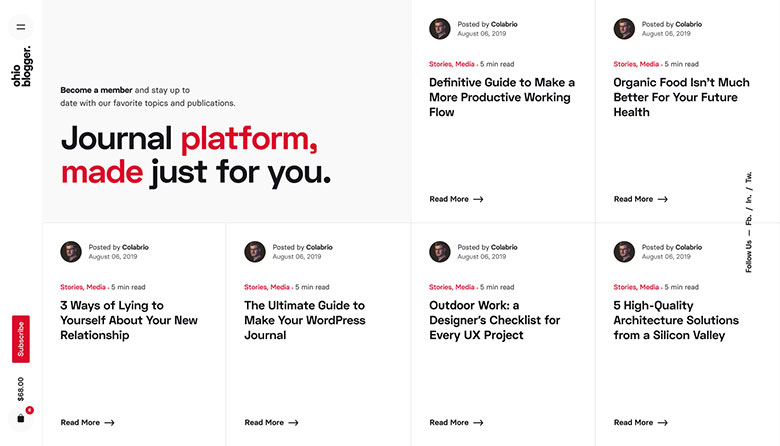 ohio
blogger.
Subscribe
$68.00
6
Become a member and stay up to
date with our favorite topics and publications.
Journal platform,
made just for you.
Posted by Colabrio
August 06, 2019
Stories, Media • 5 min read
Definitive Guide to Make a
More Productive Working
Flow
Read More
Posted by Colabrio
August 06, 2019
Stories, Media • 5 min read
Organic Food Isn't Much
Better For Your Future
Health
Read More
Posted by Colabrio
August 06, 2019
Stories, Media • 5 min read
3 Ways of Lying to
Yourself About Your New
Relationship
Read More
Posted by Colabrio
August 06, 2019
Stories, Media • 5 min read
The Ultimate Guide to
Make Your WordPress
Journal
Read More
Posted by Colabrio
August 06, 2019
Stories, Media • 5 min read
Outdoor Work: a
Designer's Checklist for
Every UX Project
Read More
Posted by Colabrio
August 06, 2019
Stories, Media • 5 min read
5 High-Quality
Architecture Solutions
from a Silicon Valley
Read More
Follow Us — Fb. / In. / Tw.